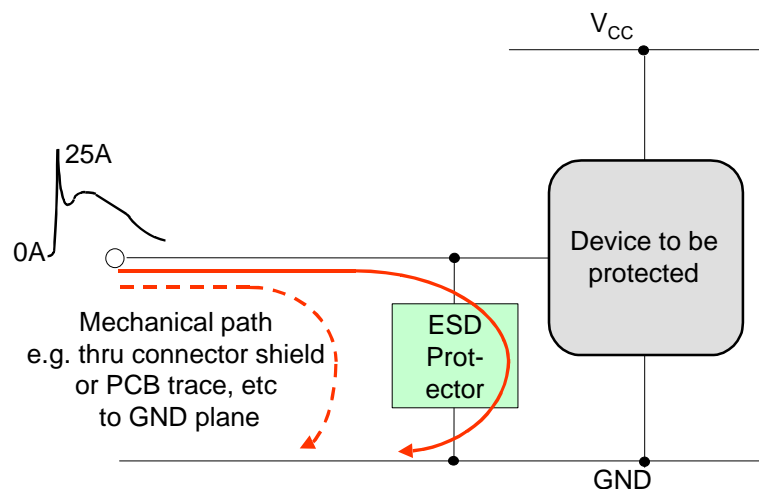 V_CC
25A
0A
Device to be
protected
Mechanical path
e.g. thru connector shield
or PCB trace, etc
to GND plane
ESD
Prot-
ector
GND